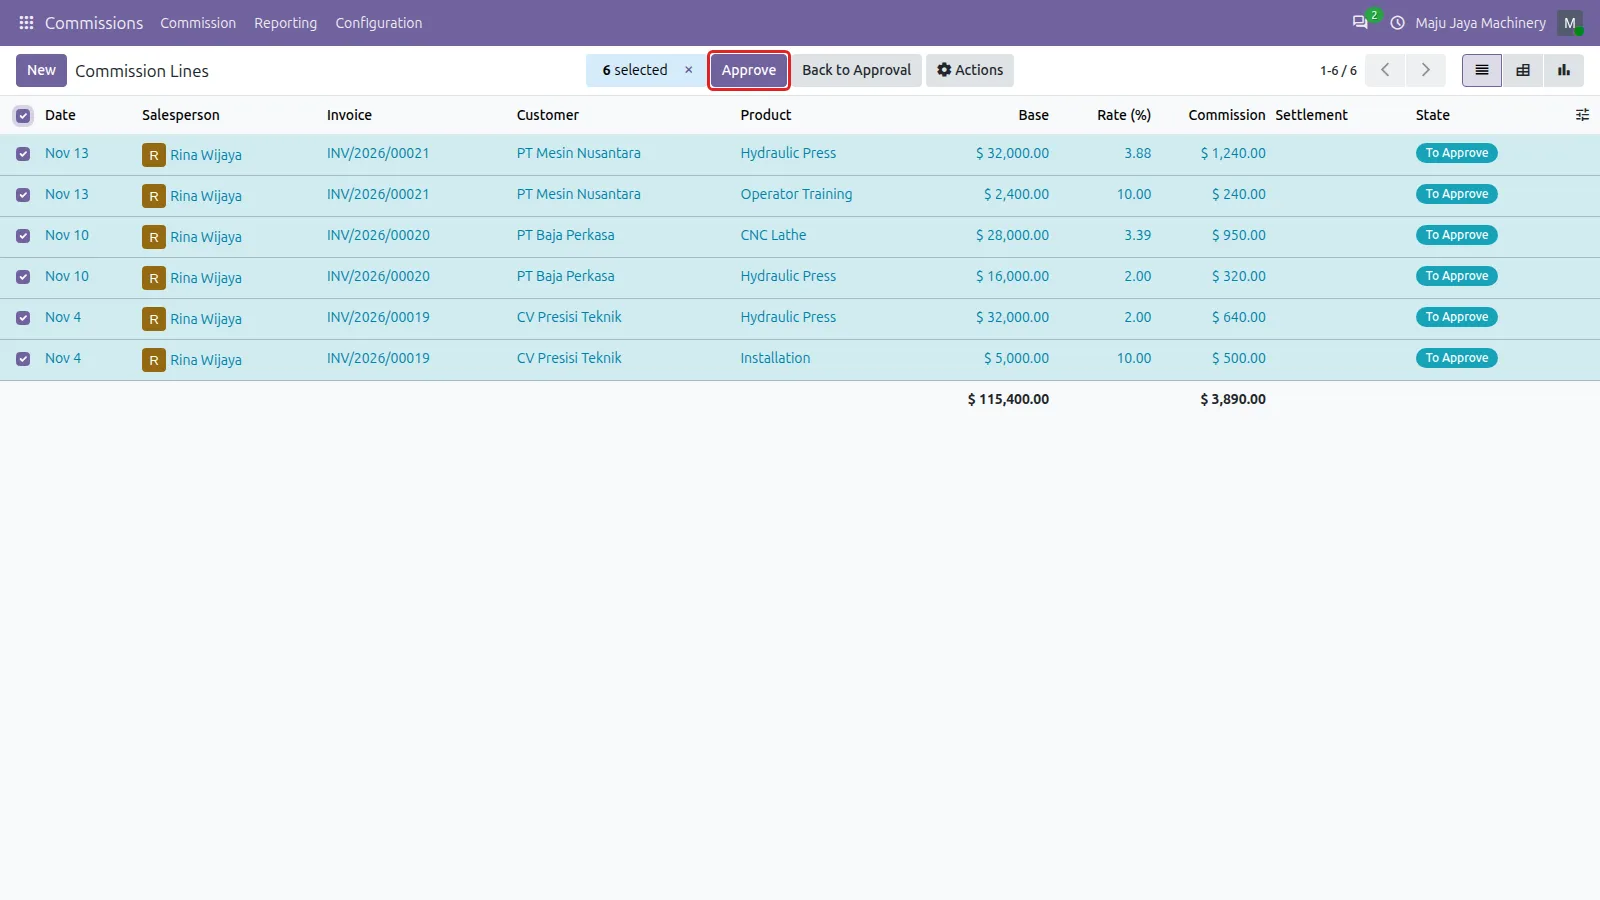 Commissions Commission Reporting Configuration 2 Maju Jaya Machinery M
New Commission Lines 6 selected × Approve Back to Approval Actions 1-6 / 6
Date Salesperson Invoice Customer Product Base Rate (%) Commission Settlement State
Nov 13 R Rina Wijaya INV/2026/00021 PT Mesin Nusantara Hydraulic Press $ 32,000.00 3.88 $ 1,240.00 To Approve
Nov 13 R Rina Wijaya INV/2026/00021 PT Mesin Nusantara Operator Training $ 2,400.00 10.00 $ 240.00 To Approve
Nov 10 R Rina Wijaya INV/2026/00020 PT Baja Perkasa CNC Lathe $ 28,000.00 3.39 $ 950.00 To Approve
Nov 10 R Rina Wijaya INV/2026/00020 PT Baja Perkasa Hydraulic Press $ 16,000.00 2.00 $ 320.00 To Approve
Nov 4 R Rina Wijaya INV/2026/00019 CV Presisi Teknik Hydraulic Press $ 32,000.00 2.00 $ 640.00 To Approve
Nov 4 R Rina Wijaya INV/2026/00019 CV Presisi Teknik Installation $ 5,000.00 10.00 $ 500.00 To Approve
$ 115,400.00 $ 3,890.00